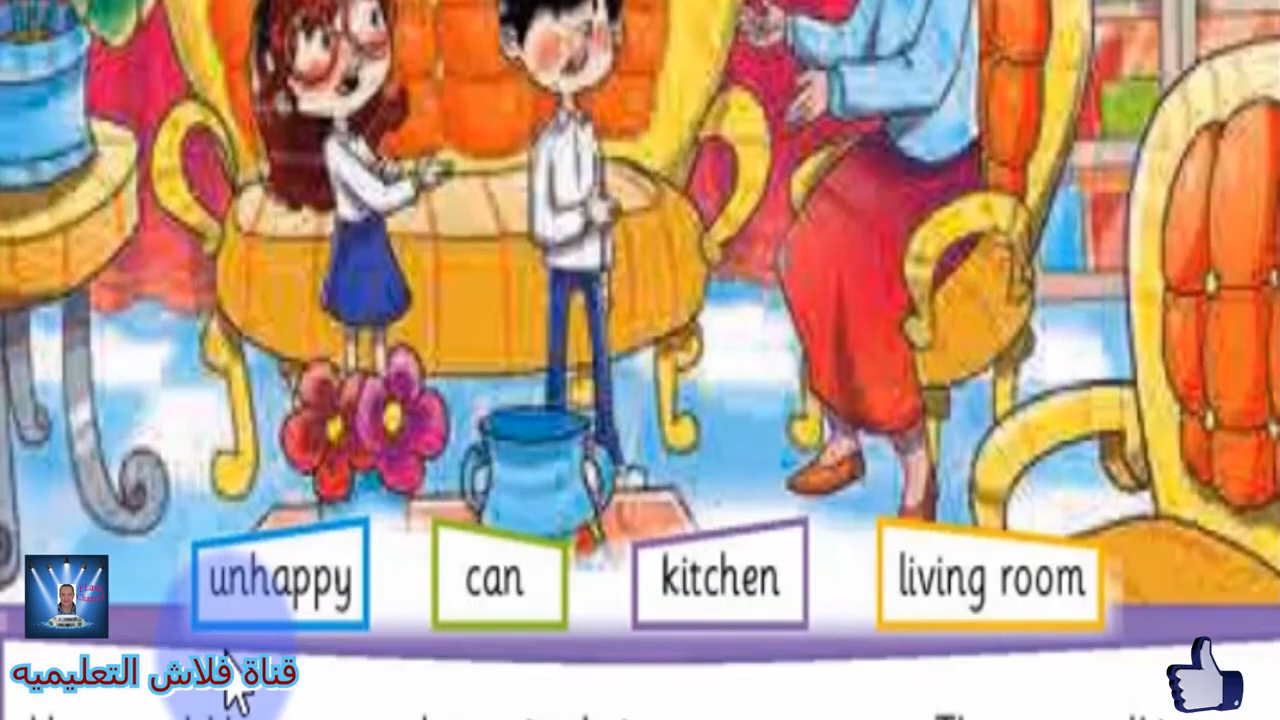 unhappy
can
kitchen
living room
قناة فلاش التعليميه